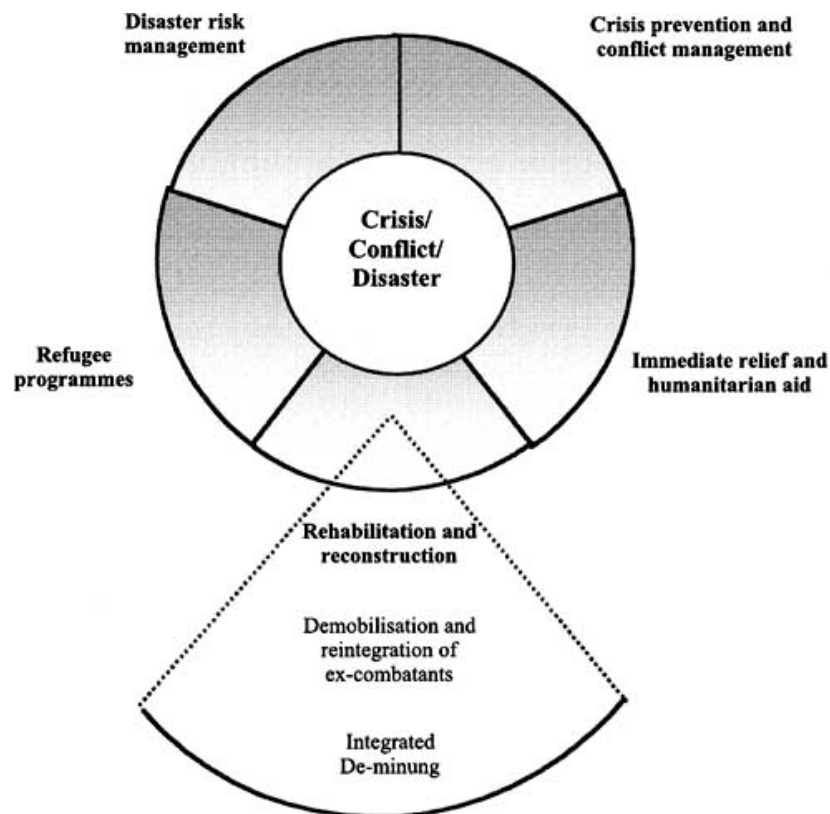 Disaster risk
management
Crisis prevention and
conflict management
Crisis/
Conflict/
Disaster
Refugee
programmes
Immediate relief and
humanitarian aid
Rehabilitation and
reconstruction
Demobilisation and
reintegration of
ex-combatants
Integrated
De-minung